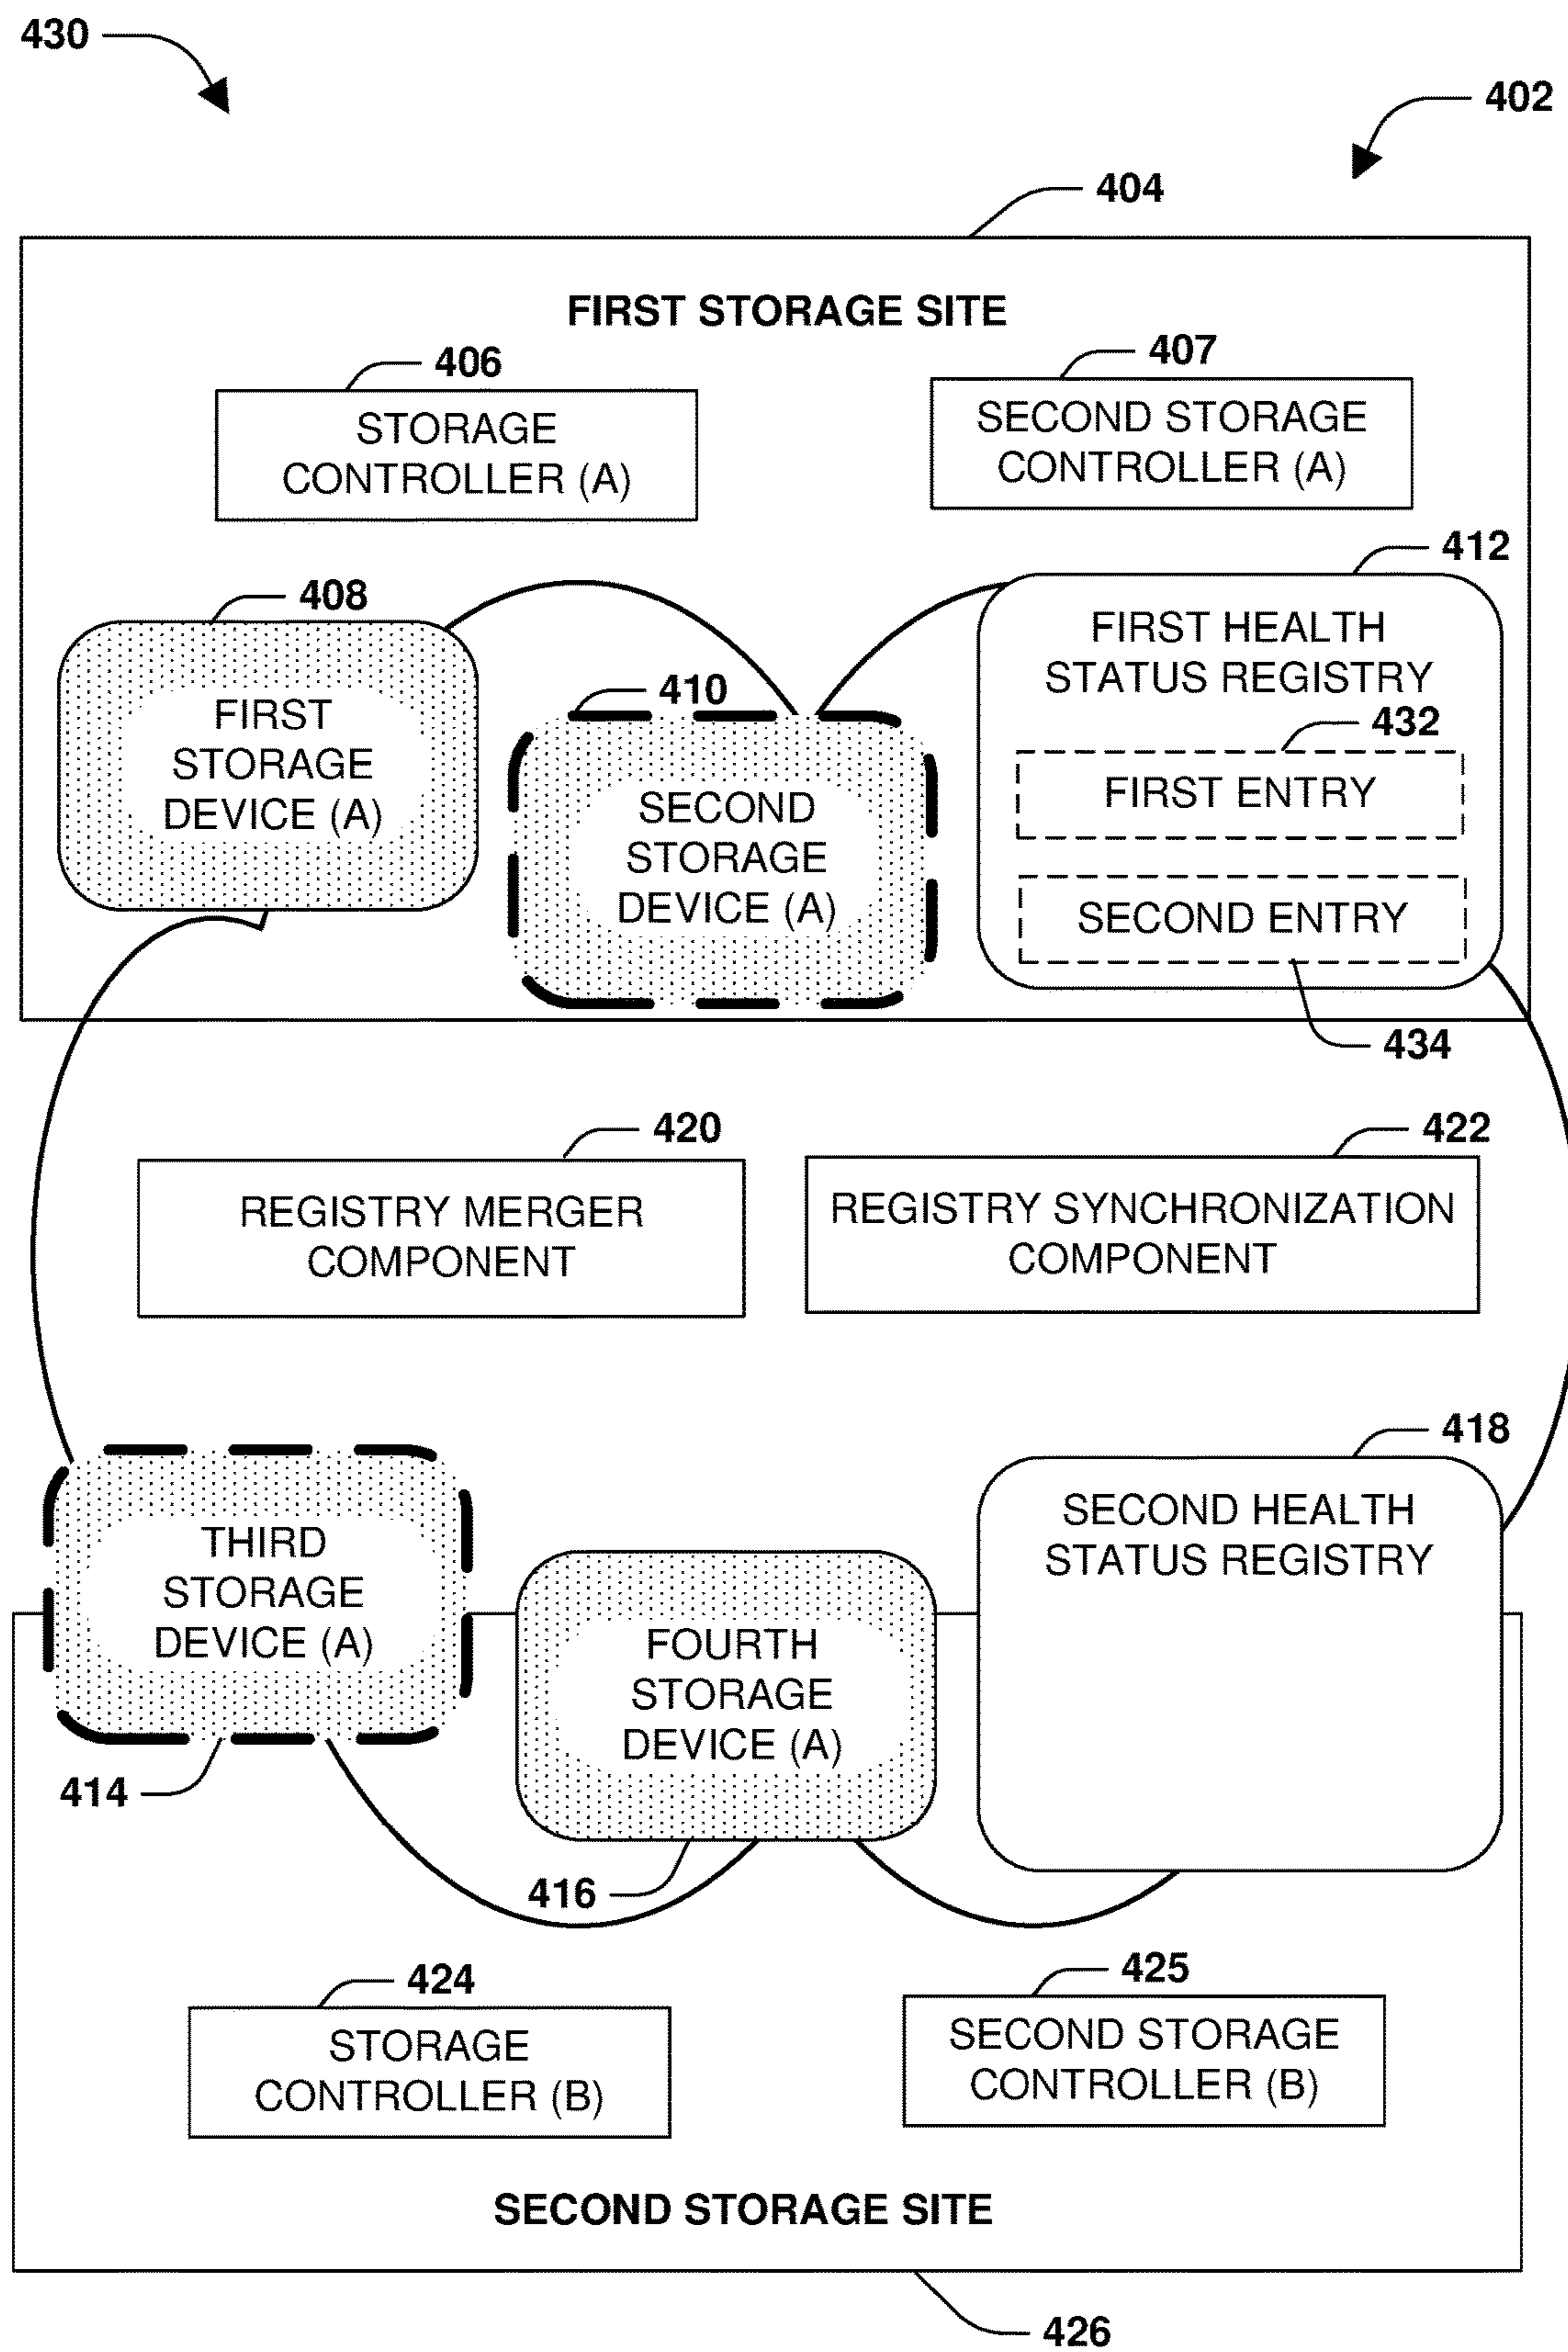 430
402
404
FIRST STORAGE SITE
406
407
STORAGE
CONTROLLER (A)
SECOND STORAGE
CONTROLLER (A)
408
410
412
FIRST
STORAGE
DEVICE (A)
SECOND
STORAGE
DEVICE (A)
FIRST HEALTH
STATUS REGISTRY
432
FIRST ENTRY
SECOND ENTRY
434
420
422
REGISTRY MERGER
COMPONENT
REGISTRY SYNCHRONIZATION
COMPONENT
418
THIRD
STORAGE
DEVICE (A)
FOURTH
STORAGE
DEVICE (A)
SECOND HEALTH
STATUS REGISTRY
414
416
424
425
STORAGE
CONTROLLER (B)
SECOND STORAGE
CONTROLLER (B)
SECOND STORAGE SITE
426